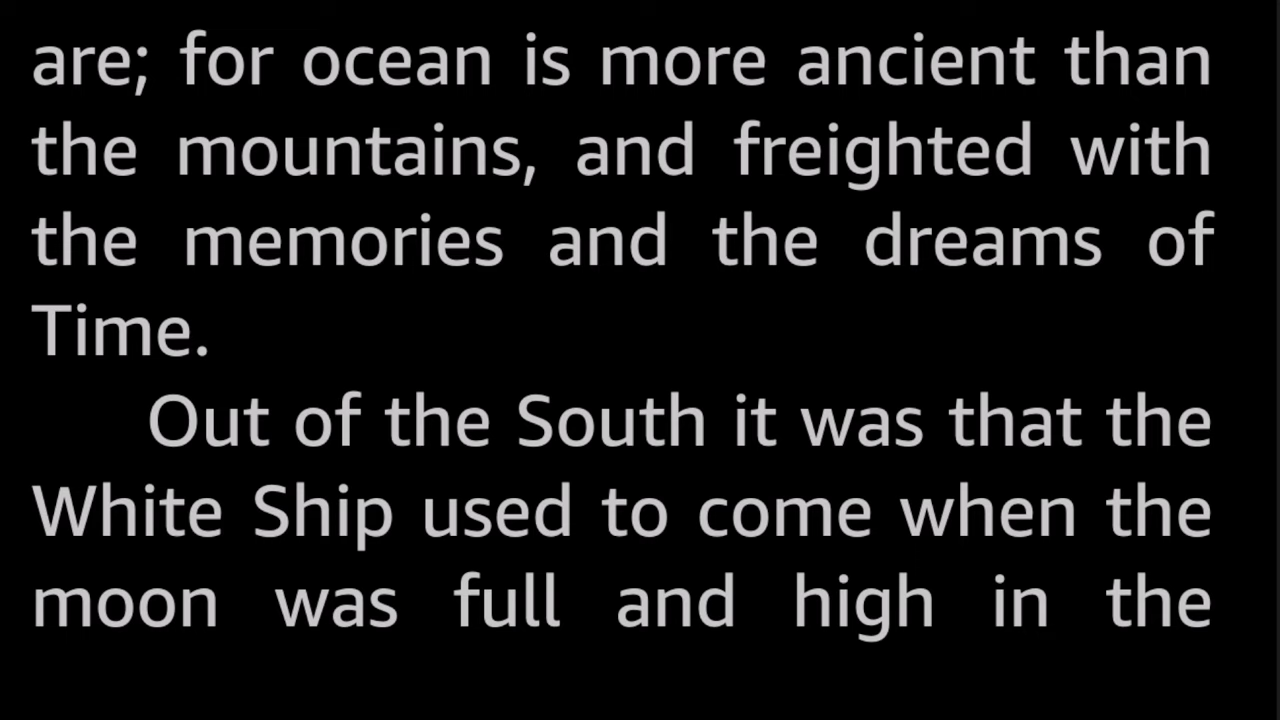 are; for ocean is more ancient than
the mountains, and freighted with
the memories and the dreams of
Time.
Out of the South it was that the
White Ship used to come when the
moon was full and high in the